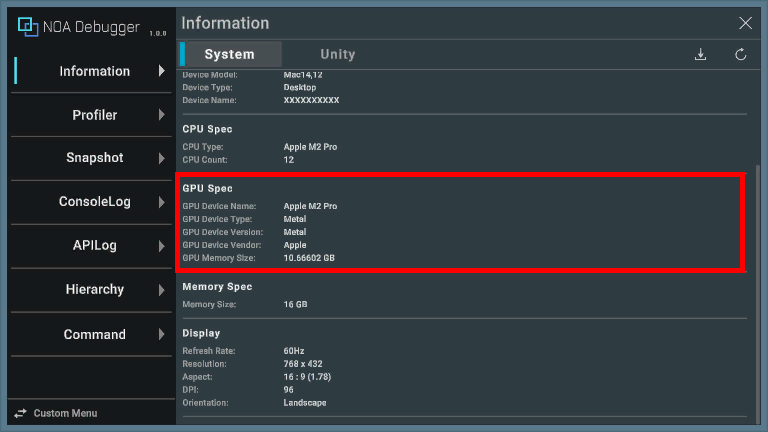 NOA Debugger 1.0.0
Information
Profiler
Snapshot
ConsoleLog
APILog
Hierarchy
Command
Custom Menu
Information
System Unity
Device Model: Mac14,12
Device Type: Desktop
Device Name: XXXXXXXXXX
CPU Spec
CPU Type: Apple M2 Pro
CPU Count: 12
GPU Spec
GPU Device Name: Apple M2 Pro
GPU Device Type: Metal
GPU Device Version: Metal
GPU Device Vendor: Apple
GPU Memory Size: 10.66602 GB
Memory Spec
Memory Size: 16 GB
Display
Refresh Rate: 60Hz
Resolution: 768 x 432
Aspect: 16 : 9 (1.78)
DPI: 96
Orientation: Landscape